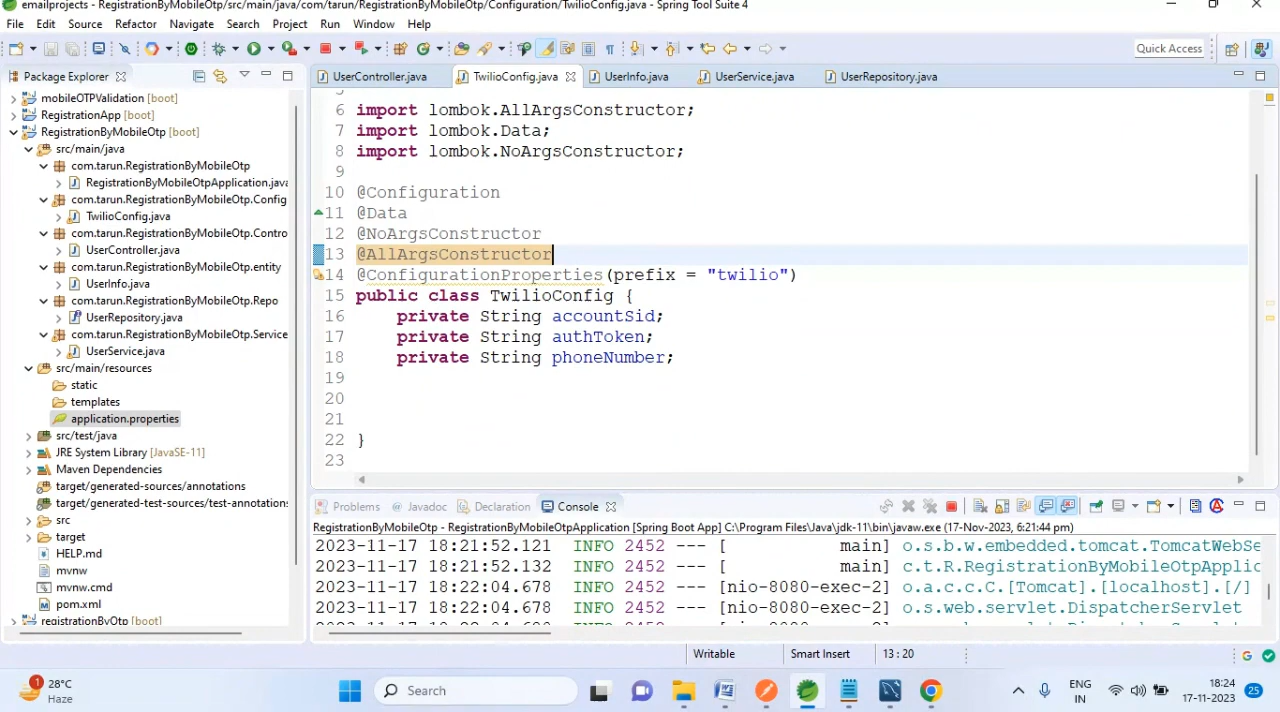 emailprojects - RegistrationByMobileOtp/src/main/java/com/tarun/RegistrationByMobileOtp/Configuration/TwilioConfig.java - Spring Tool Suite 4
File Edit Source Refactor Navigate Search Project Run Window Help
Quick Access
Package Explorer
UserController.java TwilioConfig.java UserInfo.java UserService.java UserRepository.java
mobileOTPValidation [boot]
RegistrationApp [boot]
RegistrationByMobileOtp [boot]
src/main/java
com.tarun.RegistrationByMobileOtp
RegistrationByMobileOtpApplication.java
com.tarun.RegistrationByMobileOtp.Config
TwilioConfig.java
com.tarun.RegistrationByMobileOtp.Contro
UserController.java
com.tarun.RegistrationByMobileOtp.entity
UserInfo.java
com.tarun.RegistrationByMobileOtp.Repo
UserRepository.java
com.tarun.RegistrationByMobileOtp.Service
UserService.java
src/main/resources
static
templates
application.properties
src/test/java
JRE System Library [JavaSE-11]
Maven Dependencies
target/generated-sources/annotations
target/generated-test-sources/test-annotations
src
target
HELP.md
mvnw
mvnw.cmd
pom.xml
registrationByOtp [boot]
6 import lombok.AllArgsConstructor;
7 import lombok.Data;
8 import lombok.NoArgsConstructor;
9
10 @Configuration
11 @Data
12 @NoArgsConstructor
13 @AllArgsConstructor
14 @ConfigurationProperties(prefix = "twilio")
15 public class TwilioConfig {
16 private String accountSid;
17 private String authToken;
18 private String phoneNumber;
19
20
21
22 }
23
Problems Javadoc Declaration Console
RegistrationByMobileOtp - RegistrationByMobileOtpApplication [Spring Boot App] C:\Program Files\Java\jdk-11\bin\javaw.exe (17-Nov-2023, 6:21:44 pm)
2023-11-17 18:21:52.121 INFO 2452 --- [ main] o.s.b.w.embedded.tomcat.TomcatWebSe
2023-11-17 18:21:52.132 INFO 2452 --- [ main] c.t.R.RegistrationByMobileOtpApplic
2023-11-17 18:22:04.678 INFO 2452 --- [nio-8080-exec-2] o.a.c.c.C.[Tomcat].[localhost].[/]
2023-11-17 18:22:04.678 INFO 2452 --- [nio-8080-exec-2] o.s.web.servlet.DispatcherServlet
Writable Smart Insert 13 : 20
1 28°C
Haze
Search
ENG
IN
18:24
17-11-2023
25